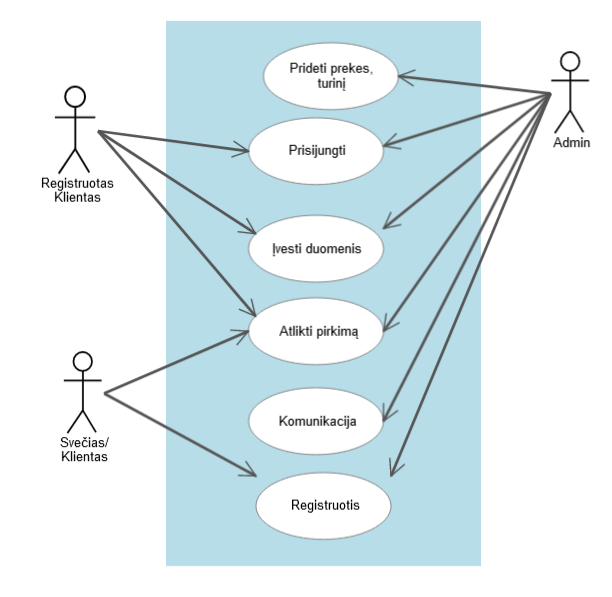 Prideti prekes,
turinį
Admin
Prisijungti
Registruotas
Klientas
Įvesti duomenis
Atlikti pirkimą
Svečias/
Klientas
Komunikacija
Registruotis